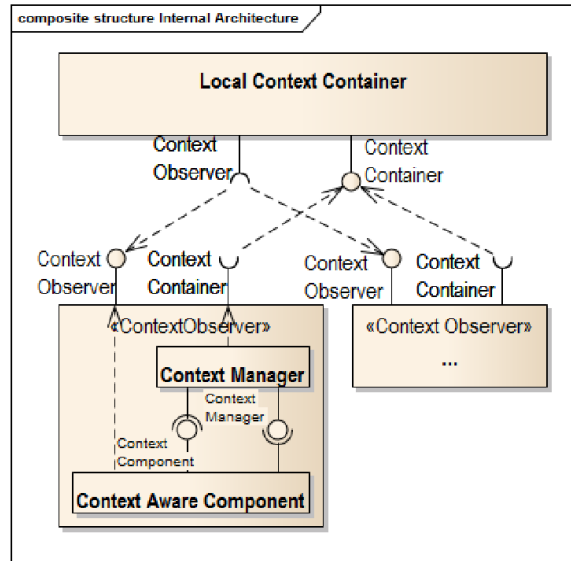 composite structure Internal Architecture
Local Context Container
Context
Observer
Context
Container
Context
Observer
Context
Container
Context
Observer
Context
Container
«ContextObserver»
«Context Observer»
...
Context Manager
Context
Manager
Context
Component
Context Aware Component